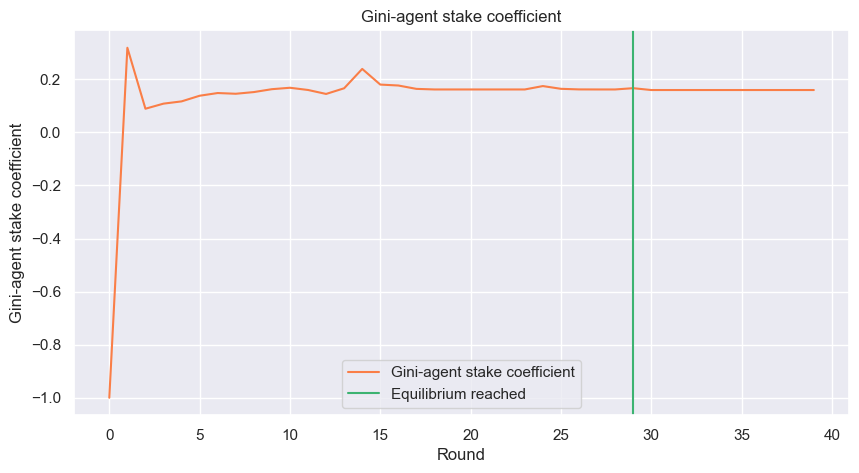 Gini-agent stake coefficient
Gini-agent stake coefficient
0.2
0.0
−0.2
−0.4
−0.6
−0.8
−1.0
Gini-agent stake coefficient
Equilibrium reached
0 5 10 15 20 25 30 35 40
Round